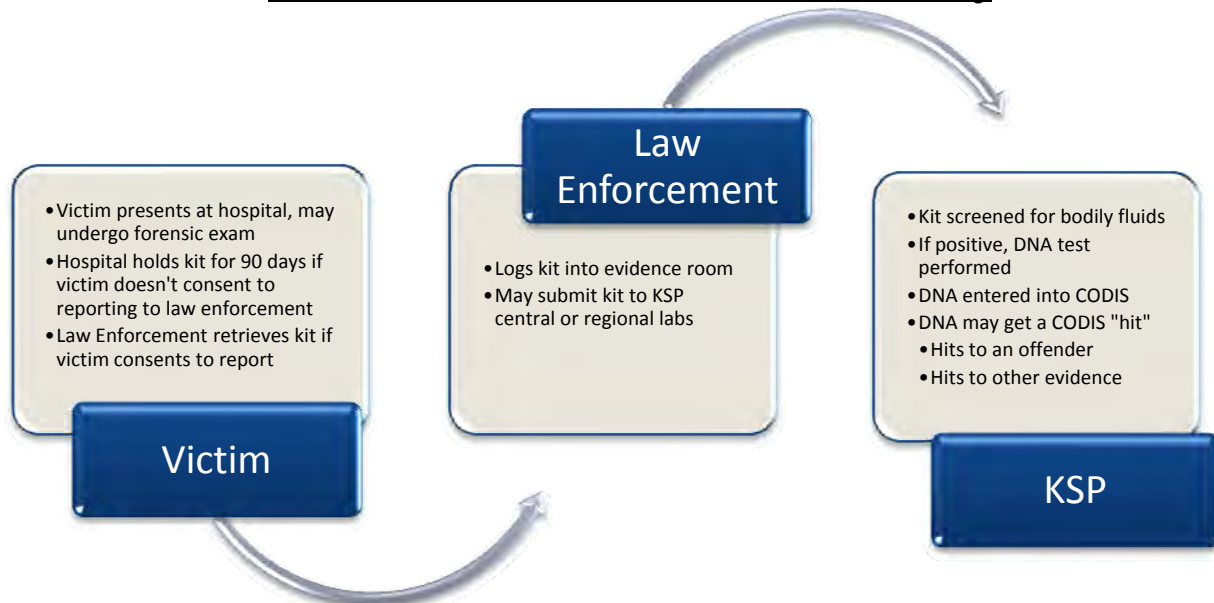 •Victim presents at hospital, may
undergo forensic exam
•Hospital holds kit for 90 days if
victim doesn't consent to
reporting to law enforcement
•Law Enforcement retrieves kit if
victim consents to report
Victim
Law
Enforcement
•Logs kit into evidence room
•May submit kit to KSP
central or regional labs
•Kit screened for bodily fluids
•If positive, DNA test
performed
•DNA entered into CODIS
•DNA may get a CODIS "hit"
•Hits to an offender
•Hits to other evidence
KSP